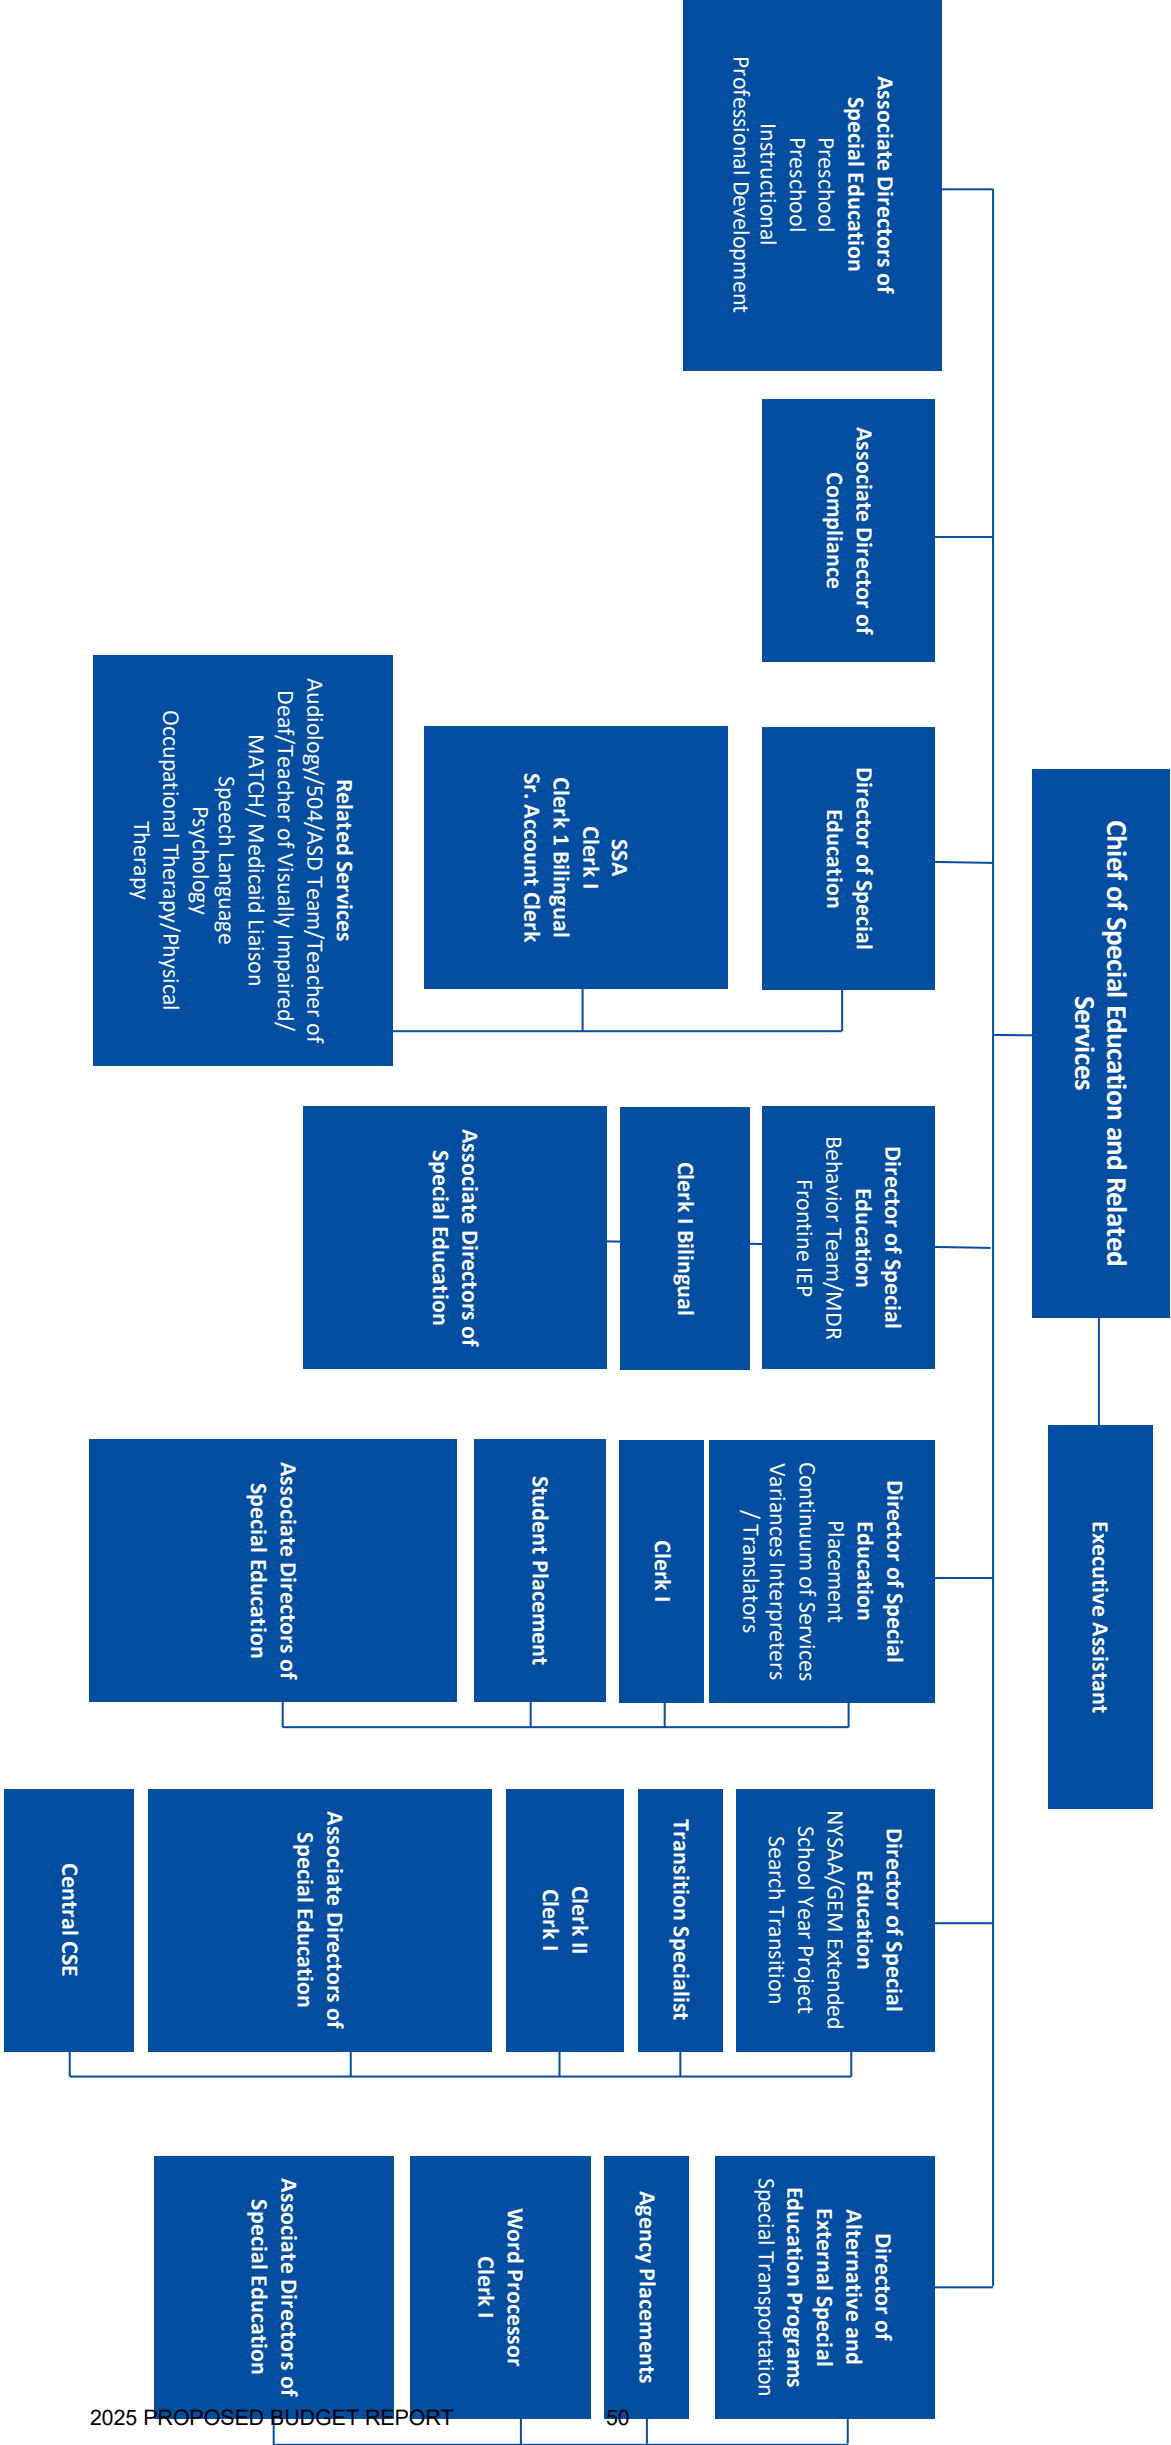 Chief of Special Education and Related
Services
Executive Assistant
Associate Directors of
Special Education
Preschool
Preschool
Instructional
Professional Development
Associate Director of
Compliance
Director of Special
Education
SSA
Clerk I
Clerk 1 Bilingual
Sr. Account Clerk
Related Services
Audiology/504/ASD Team/Teacher of
Deaf/Teacher of Visually Impaired/
MATCH/ Medicaid Liaison
Speech Language
Psychology
Occupational Therapy/Physical
Therapy
Director of Special
Education
Behavior Team/MDR
Frontine IEP
Clerk I Bilingual
Associate Directors of
Special Education
Director of Special
Education
Placement
Continuum of Services
Variances Interpreters
/ Translators
Clerk I
Student Placement
Associate Directors of
Special Education
Director of Special
Education
NYSAA/GEM Extended
School Year Project
Search Transition
Transition Specialist
Clerk II
Clerk I
Associate Directors of
Special Education
Central CSE
Director of
Alternative and
External Special
Education Programs
Special Transportation
Agency Placements
Word Processor
Clerk I
Associate Directors of
Special Education
2025 PROPOSED BUDGET REPORT
50